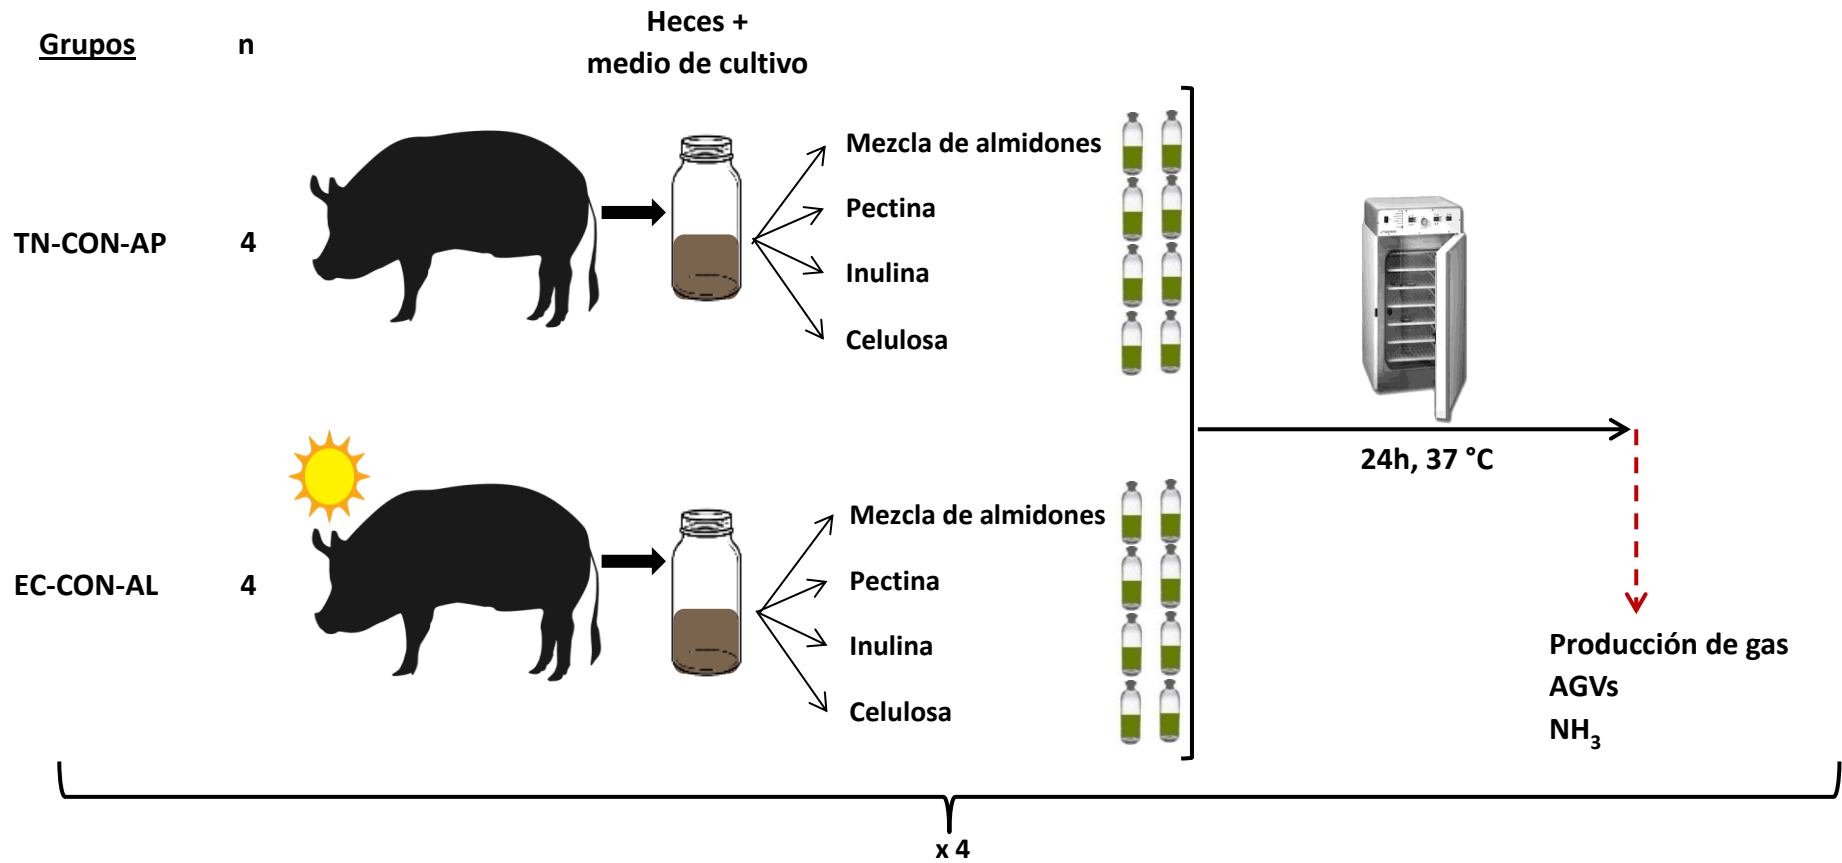 Grupos
n
Heces +
medio de cultivo
TN-CON-AP
4
Mezcla de almidones
Pectina
Inulina
Celulosa
24h, 37 °C
EC-CON-AL
4
Mezcla de almidones
Pectina
Inulina
Celulosa
Producción de gas
AGVs
NH₃
x 4